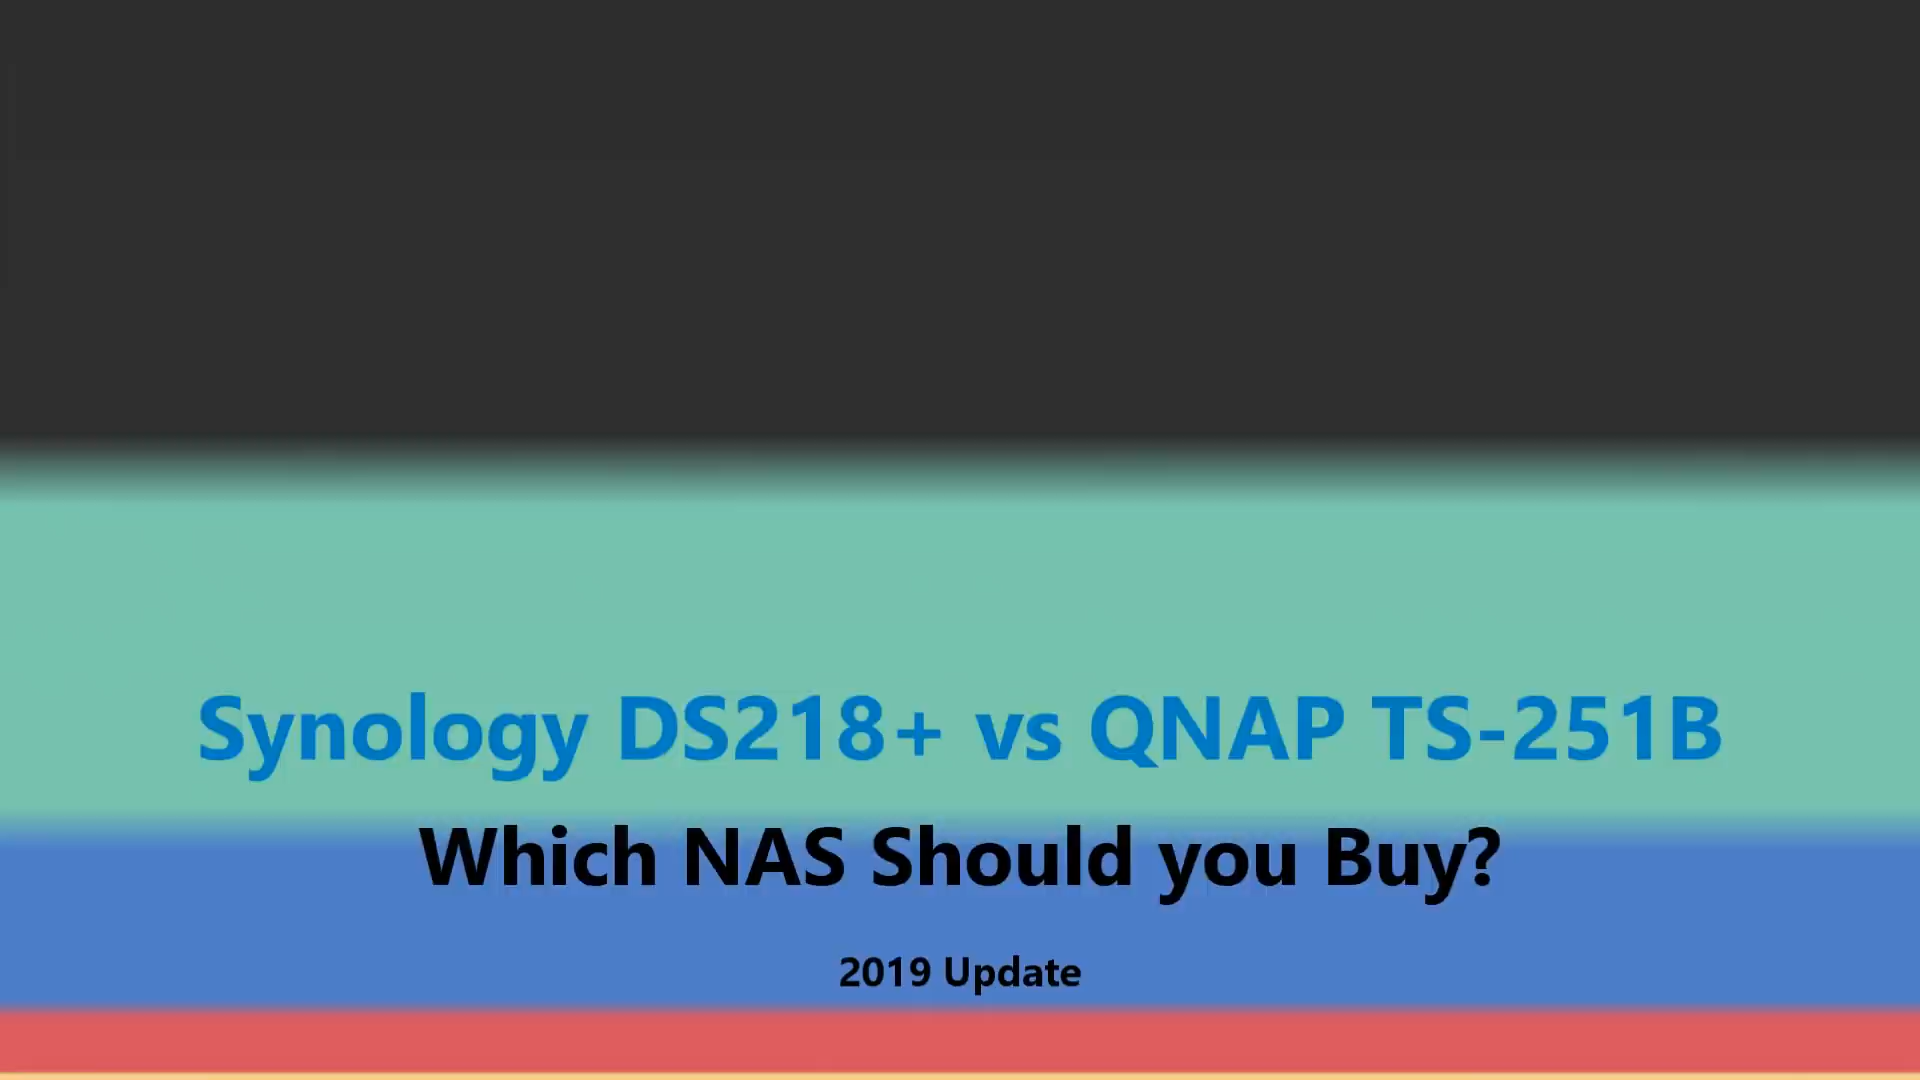 Synology DS218+ vs QNAP TS-251B
Which NAS Should you Buy?
2019 Update